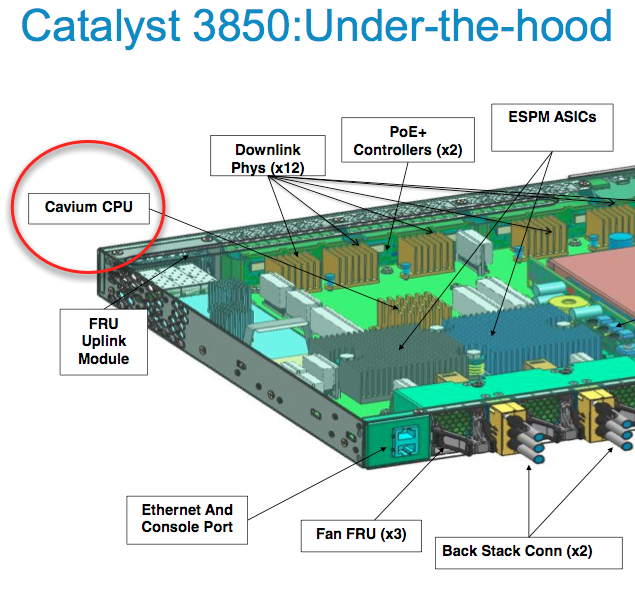 Catalyst 3850:Under-the-hood
ESPM ASICs
PoE+
Controllers (x2)
Downlink
Phys (x12)
Cavium CPU
FRU
Uplink
Module
Ethernet And
Console Port
Fan FRU (x3)
Back Stack Conn (x2)